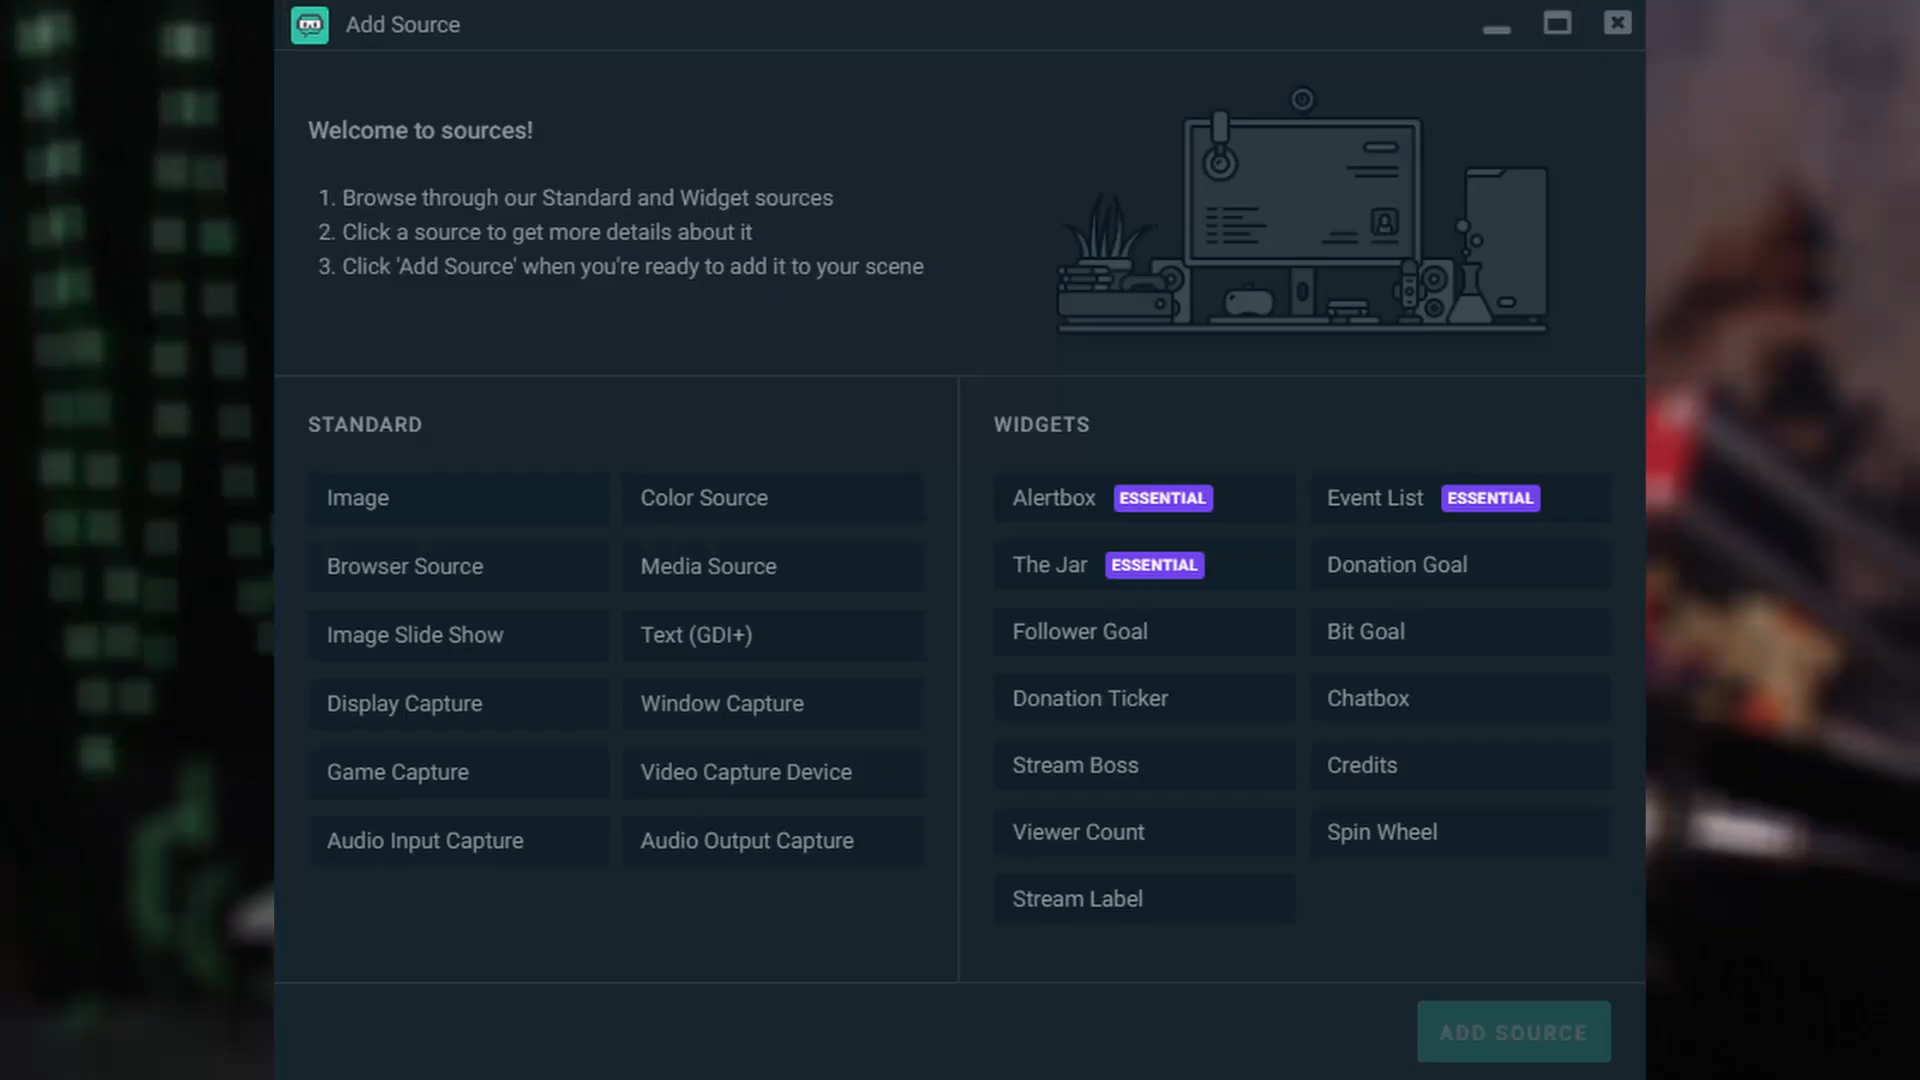 Add Source
Welcome to sources!
1. Browse through our Standard and Widget sources
2. Click a source to get more details about it
3. Click 'Add Source' when you're ready to add it to your scene
STANDARD
Image
Color Source
Browser Source
Media Source
Image Slide Show
Text (GDI+)
Display Capture
Window Capture
Game Capture
Video Capture Device
Audio Input Capture
Audio Output Capture
WIDGETS
Alertbox ESSENTIAL
Event List ESSENTIAL
The Jar ESSENTIAL
Donation Goal
Follower Goal
Bit Goal
Donation Ticker
Chatbox
Stream Boss
Credits
Viewer Count
Spin Wheel
Stream Label
ADD SOURCE